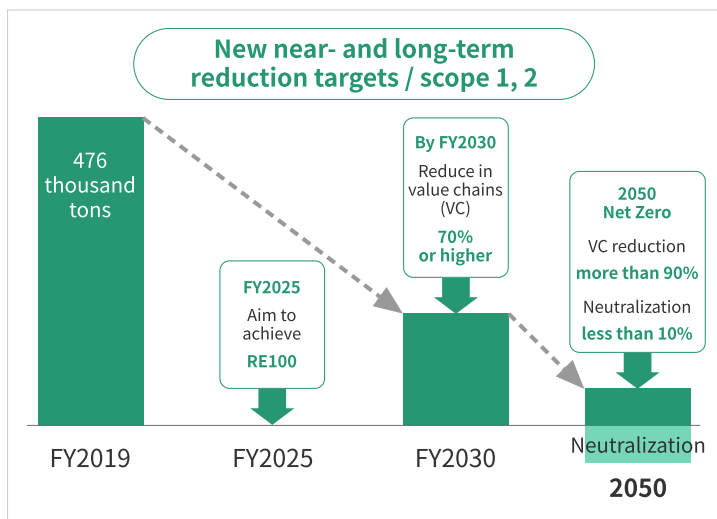 New near- and long-term
reduction targets / scope 1, 2
476
thousand
tons
FY2025
Aim to
achieve
RE100
By FY2030
Reduce in
value chains
(VC)
70%
or higher
2050
Net Zero
VC reduction
more than 90%
Neutralization
less than 10%
Neutralization
FY2019
FY2025
FY2030
2050